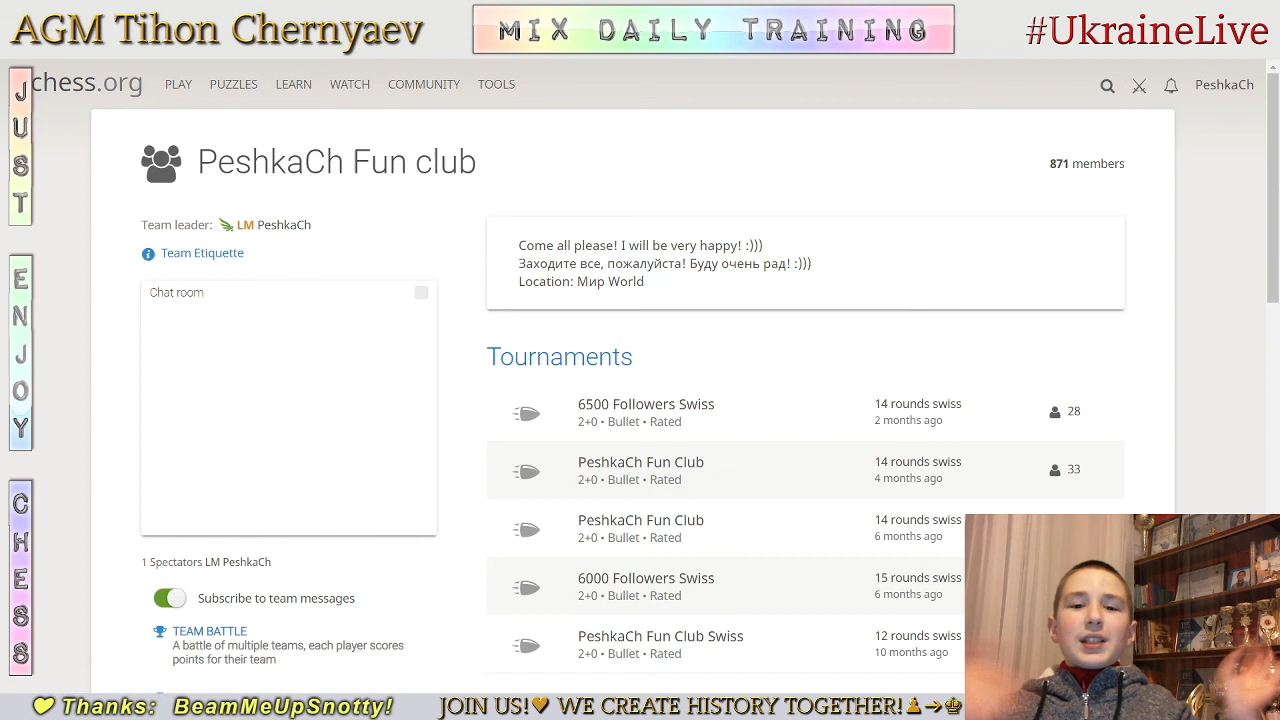 AGM Tihon Chernyaev
MIX DAILY TRAINING
#UkraineLive
JUST
ENJOY
CHESS
chess.org
PLAY
PUZZLES
LEARN
WATCH
COMMUNITY
TOOLS
PeshkaCh
PeshkaCh Fun club
871 members
Team leader: LM PeshkaCh
Team Etiquette
Chat room
1 Spectators LM PeshkaCh
Subscribe to team messages
TEAM BATTLE
A battle of multiple teams, each player scores
points for their team
Come all please! I will be very happy! :)))
Заходите все, пожалуйста! Буду очень рад! :)))
Location: Мир World
Tournaments
6500 Followers Swiss
2+0 • Bullet • Rated
14 rounds swiss
2 months ago
28
PeshkaCh Fun Club
2+0 • Bullet • Rated
14 rounds swiss
4 months ago
33
PeshkaCh Fun Club
2+0 • Bullet • Rated
14 rounds swiss
6 months ago
6000 Followers Swiss
2+0 • Bullet • Rated
15 rounds swiss
6 months ago
PeshkaCh Fun Club Swiss
2+0 • Bullet • Rated
12 rounds swiss
10 months ago
Thanks: BeamMeUpSnotty!
JOIN US!♥ WE CREATE HISTORY TOGETHER!♟→♚